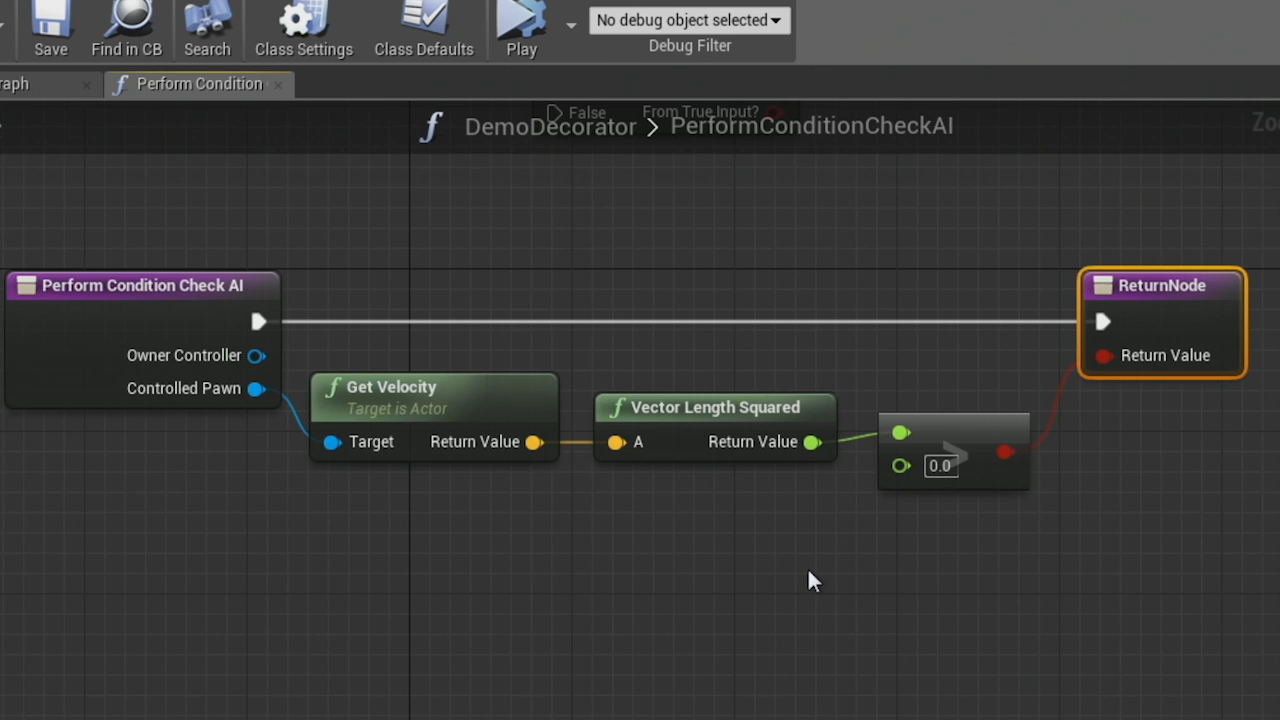 No debug object selected
Save
Find in CB
Search
Class Settings
Class Defaults
Play
Debug Filter
raph
Perform Condition
False
From True Input?
DemoDecorator > PerformConditionCheckAI
Zo
Perform Condition Check AI
ReturnNode
Owner Controller
Return Value
Controlled Pawn
Get Velocity
Target is Actor
Vector Length Squared
Target
Return Value
A
Return Value
>
0.0